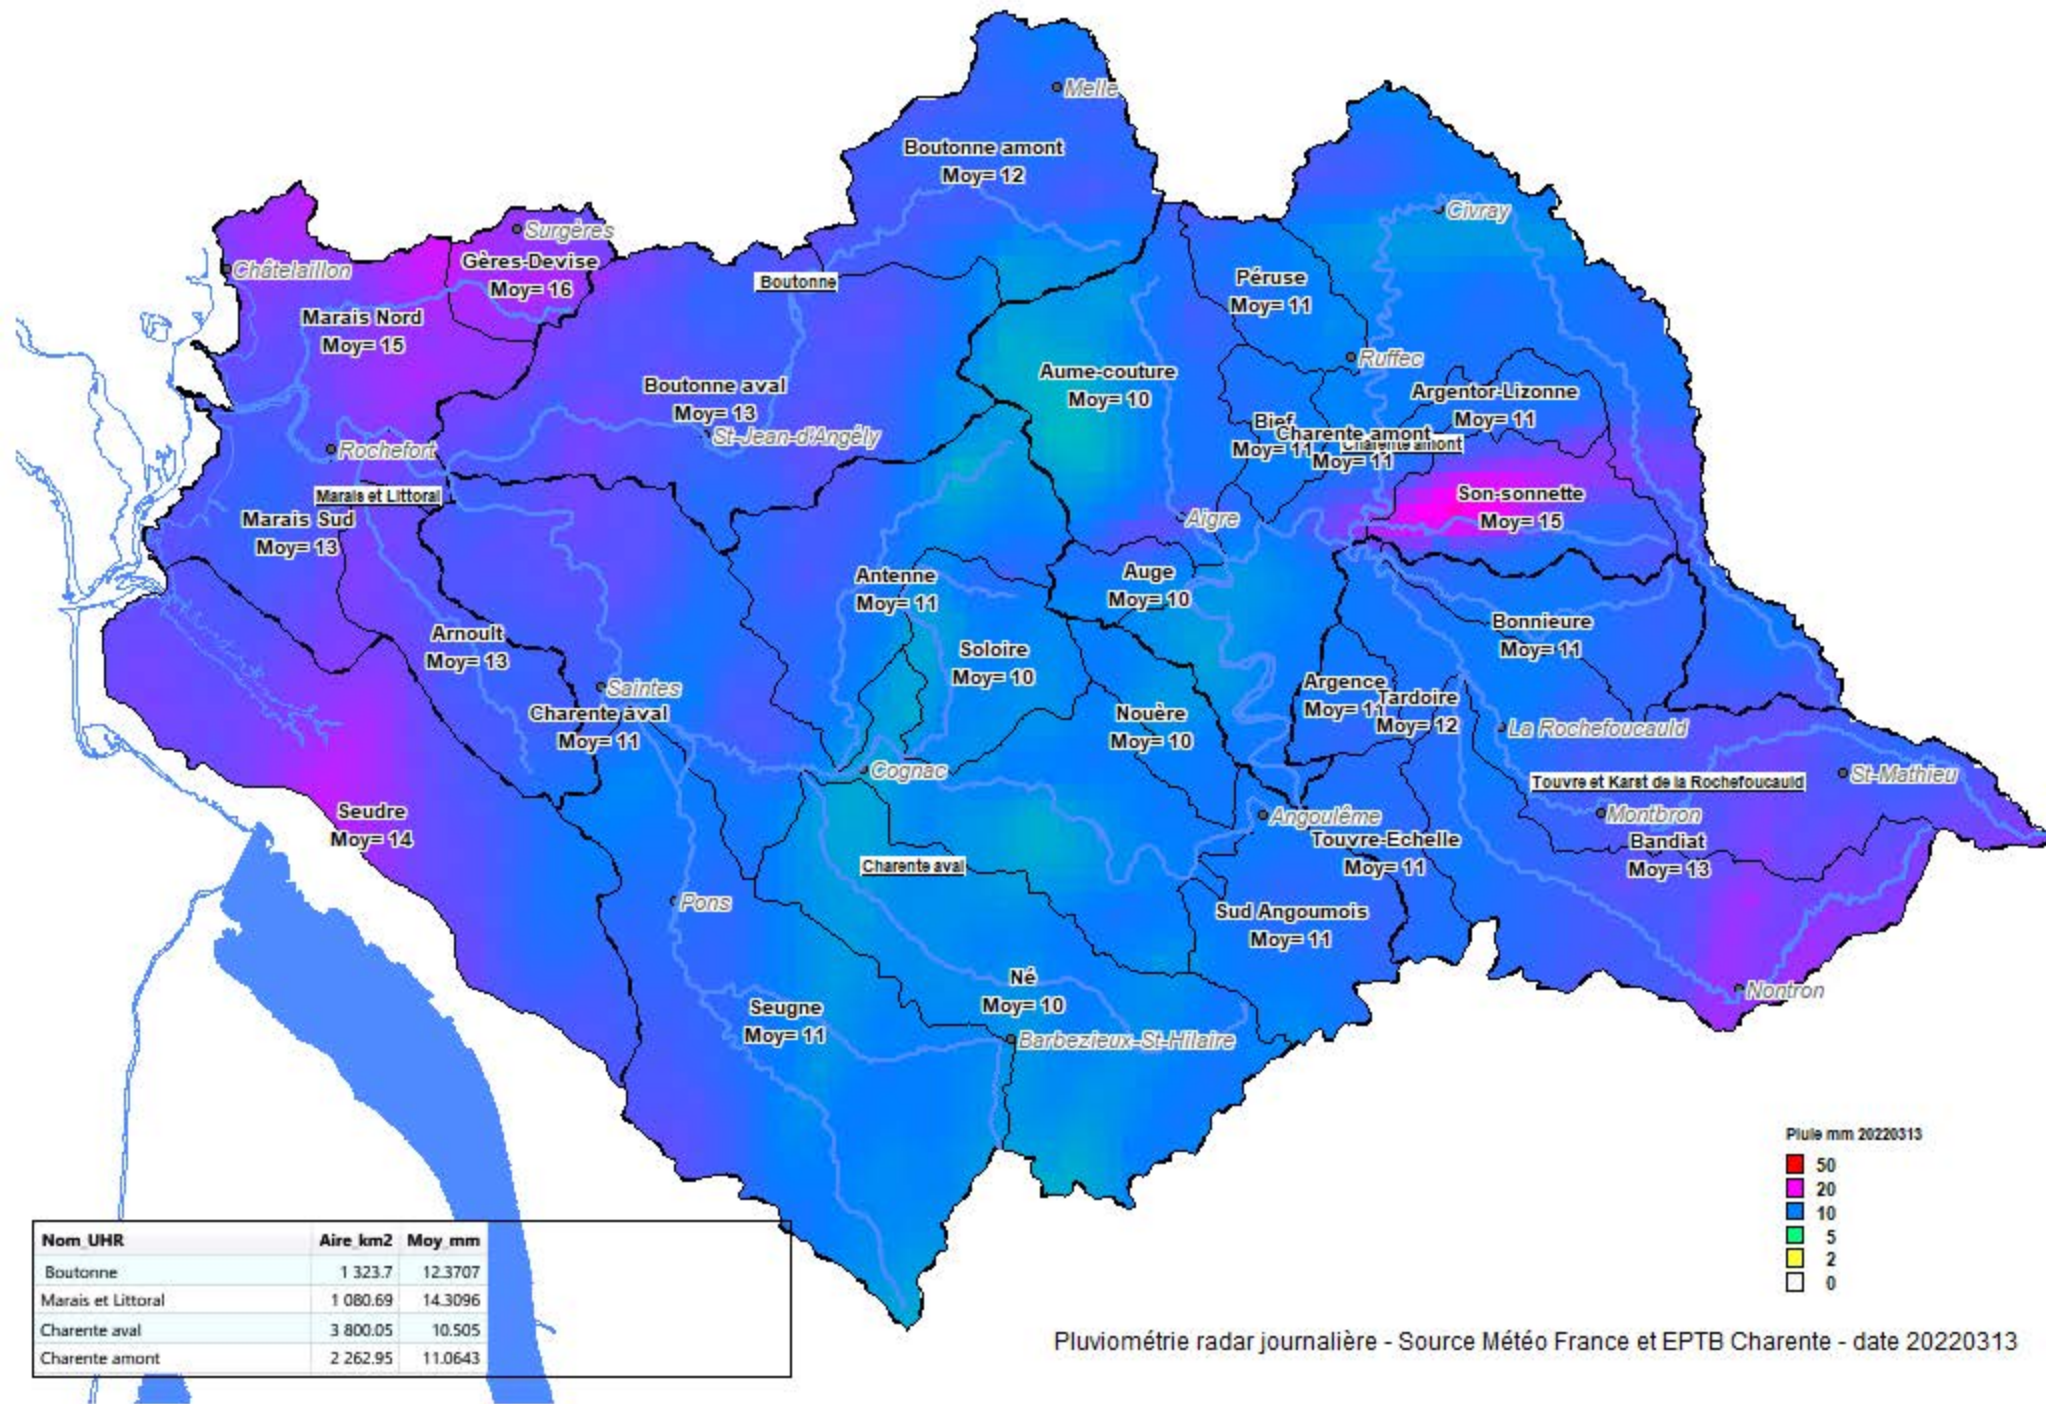 Melle
Boutonne amont
Moy= 12
Civray
Surgères
Châtelaillon
Gères-Devise
Moy= 16
Boutonne
Péruse
Moy= 11
Marais Nord
Moy= 15
Ruffec
Aume-couture
Moy= 10
Boutonne aval
Moy= 13
St-Jean-d'Angély
Argentor-Lizonne
Moy= 11
Bief
Moy= 11
Charente amont
Moy= 11
Charente amont
Rochefort
Marais et Littoral
Son-sonnette
Moy= 15
Marais Sud
Moy= 13
Aigre
Antenne
Moy= 11
Auge
Moy= 10
Arnoult
Moy= 13
Soloire
Moy= 10
Bonnieure
Moy= 11
Saintes
Charente aval
Moy= 11
Nouère
Moy= 10
Argence
Moy= 11
Tardoire
Moy= 12
La Rochefoucauld
Cognac
Touvre et Karst de la Rochefoucauld
St-Mathieu
Seudre
Moy= 14
Angoulême
Montbron
Touvre-Echelle
Moy= 11
Bandiat
Moy= 13
Charente aval
Pons
Sud Angoumois
Moy= 11
Né
Moy= 10
Nontron
Seugne
Moy= 11
Barbezieux-St-Hilaire
Pluie mm 20220313
50
20
10
5
2
0
Nom_UHR Aire_km2 Moy_mm
Boutonne 1 323.7 12.3707
Marais et Littoral 1 080.69 14.3096
Charente aval 3 800.05 10.505
Charente amont 2 262.95 11.0643
Pluviométrie radar journalière - Source Météo France et EPTB Charente - date 20220313